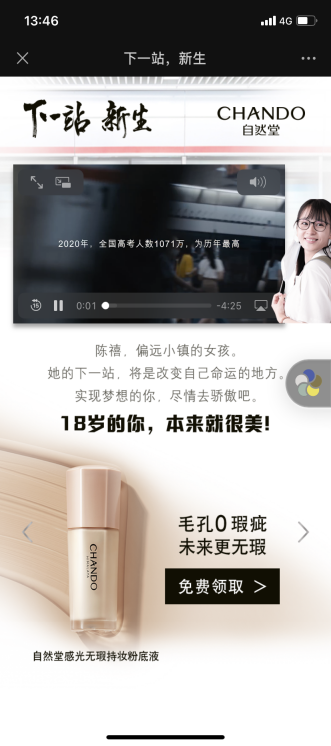 13:46
4G
下一站，新生
下一站 新生
CHANDO
自然堂
2020年，全国高考人数1071万，为历年最高
15
0:01
-4:25
陈禧，偏远小镇的女孩。
她的下一站，将是改变自己命运的地方。
实现梦想的你，尽情去骄傲吧。
18岁的你，本来就很美!
毛孔0瑕疵
未来更无瑕
免费领取 >
CHANDO
自然堂感光无瑕持妆粉底液